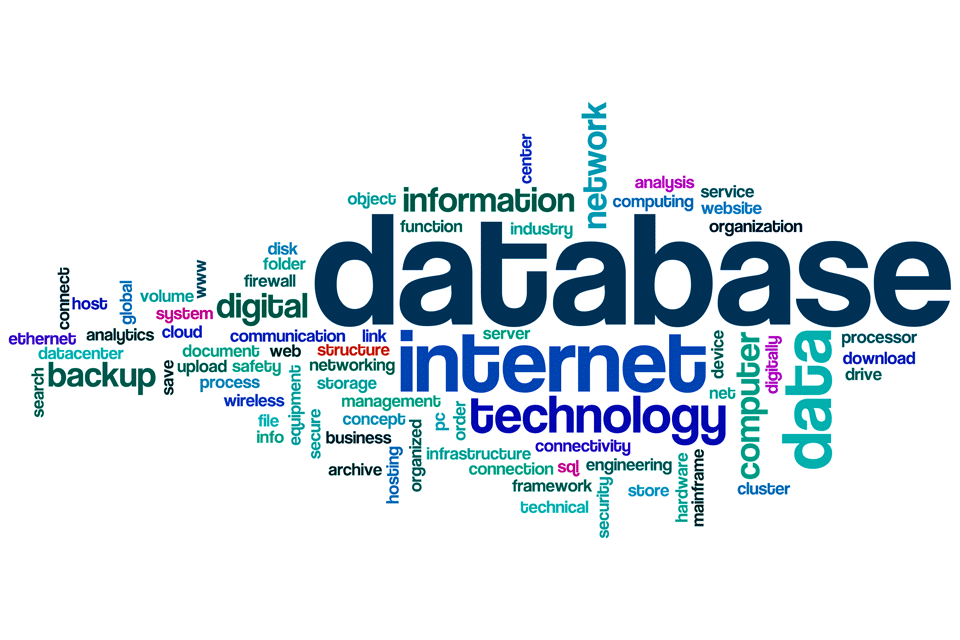 network
center
analysis
service
object
information
computing
website
function
industry
organization
database
disk
folder
firewall
www
connect
global
host
volume
system
digital
ethernet
analytics
cloud
communication
link
server
datacenter
document
web
structure
internet
device
computer
digitally
data
processor
download
drive
search
backup
save
upload
safety
networking
process
equipment
storage
net
wireless
management
order
technology
file
info
secure
concept
pc
business
organized
connectivity
infrastructure
archive
hosting
connection
sql
engineering
hardware
mainframe
framework
security
store
cluster
technical